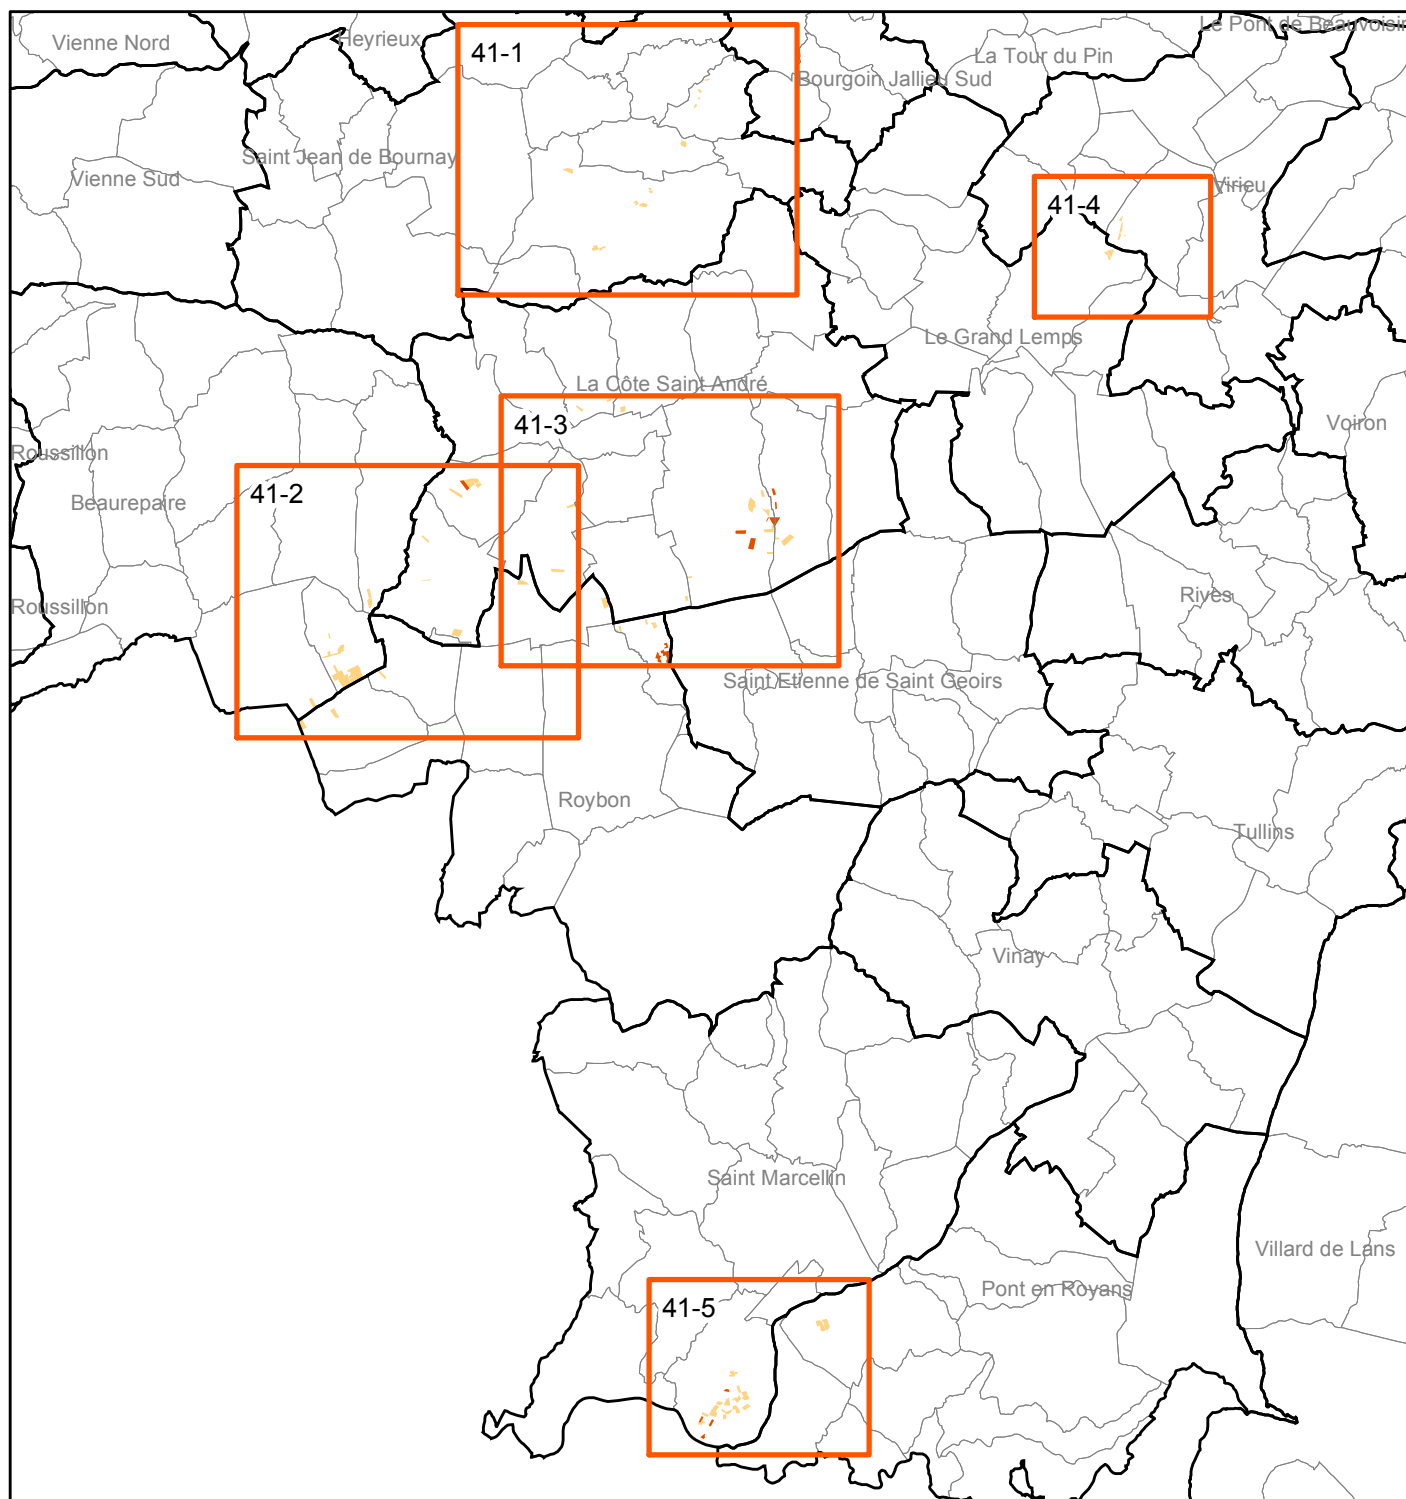 Le Pont de Beauvoisin
Vienne Nord
Heyrieux
41-1
La Tour du Pin
Bourgoin Jallieu Sud
Saint Jean de Bournay
Vienne Sud
Virieu
41-4
Le Grand Lemps
La Côte Saint André
41-3
Voiron
Roussillon
41-2
Beaurepaire
Roussillon
Rives
Saint Etienne de Saint Geoirs
Roybon
Tullins
Vinay
Saint Marcellin
Villard de Lans
Pont en Royans
41-5